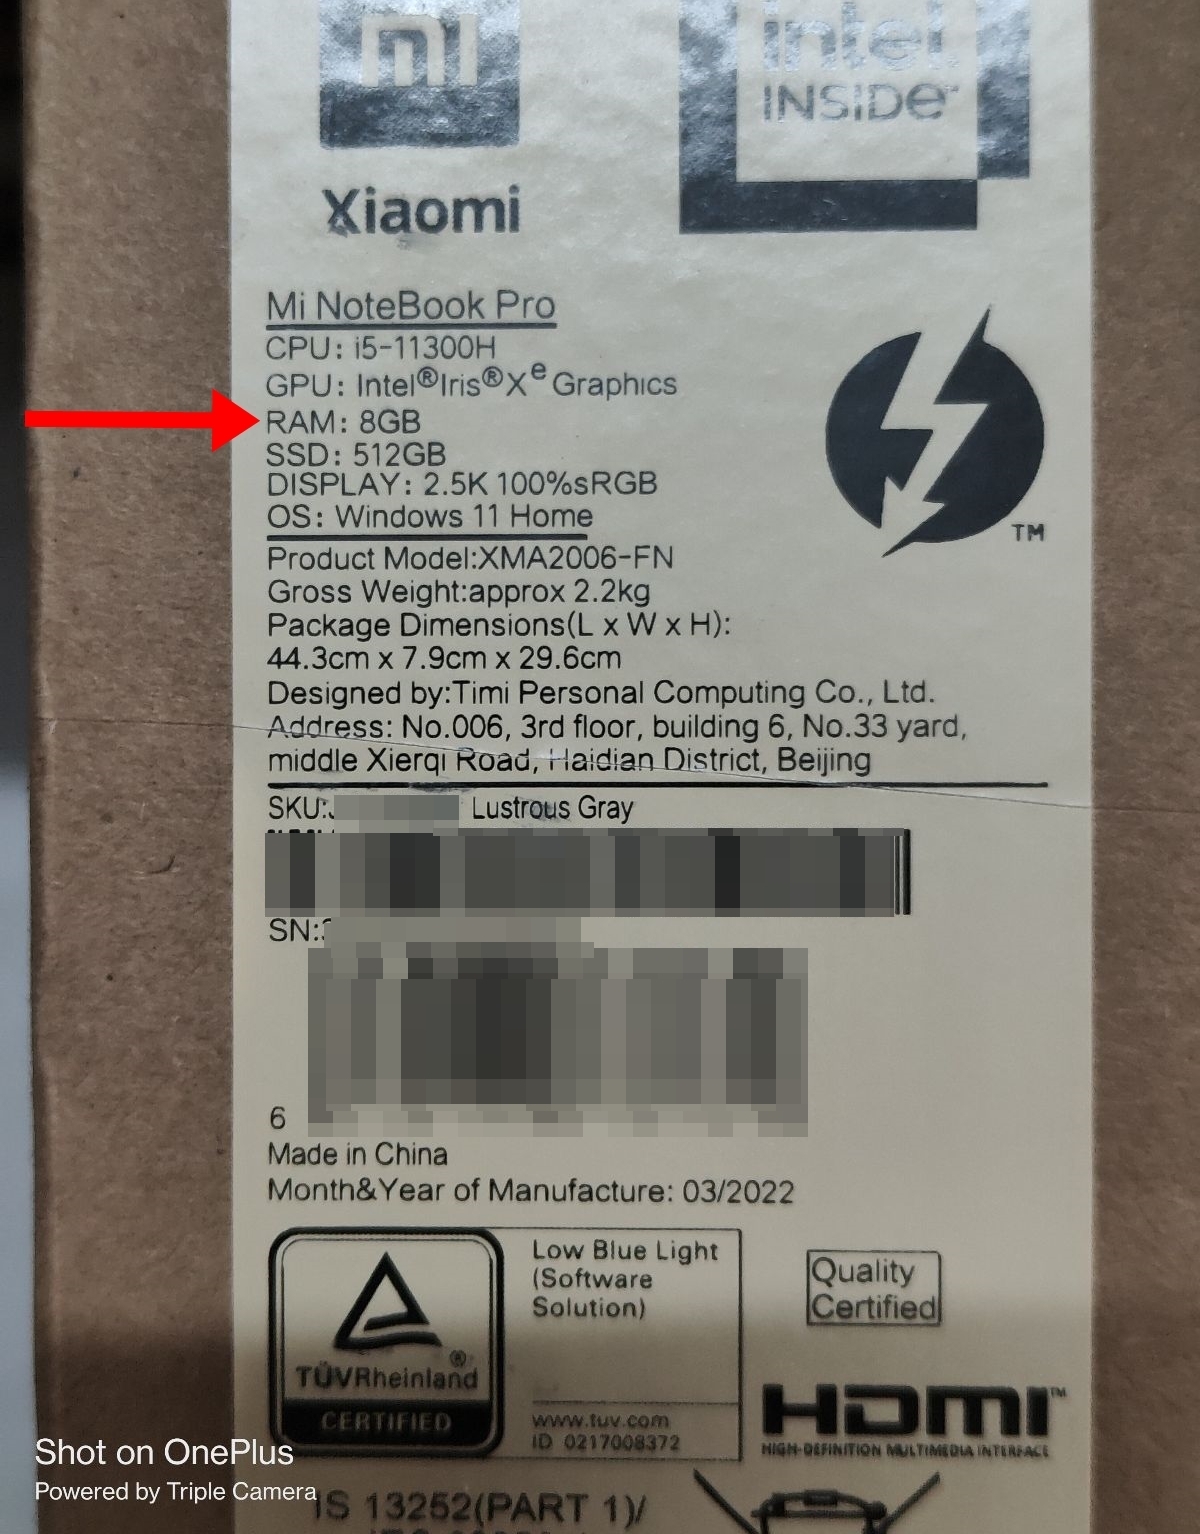 mi
intel
INSIDe™
Xiaomi
Mi NoteBook Pro
CPU: i5-11300H
GPU: Intel®Iris®Xe Graphics
RAM: 8GB
SSD: 512GB
DISPLAY: 2.5K 100%sRGB
OS: Windows 11 Home
TM
Product Model:XMA2006-FN
Gross Weight:approx 2.2kg
Package Dimensions(L x W x H):
44.3cm x 7.9cm x 29.6cm
Designed by:Timi Personal Computing Co., Ltd.
Address: No.006, 3rd floor, building 6, No.33 yard,
middle Xierqi Road, Haidian District, Beijing
SKU: Lustrous Gray
SN:
6
Made in China
Month&Year of Manufacture: 03/2022
Low Blue Light
(Software
Solution)
Quality
Certified
®
TÜVRheinland
CERTIFIED
www.tuv.com
ID 0217008372
HDMI™
HIGH-DEFINITION MULTIMEDIA INTERFACE
Shot on OnePlus
Powered by Triple Camera
IS 13252(PART 1)/